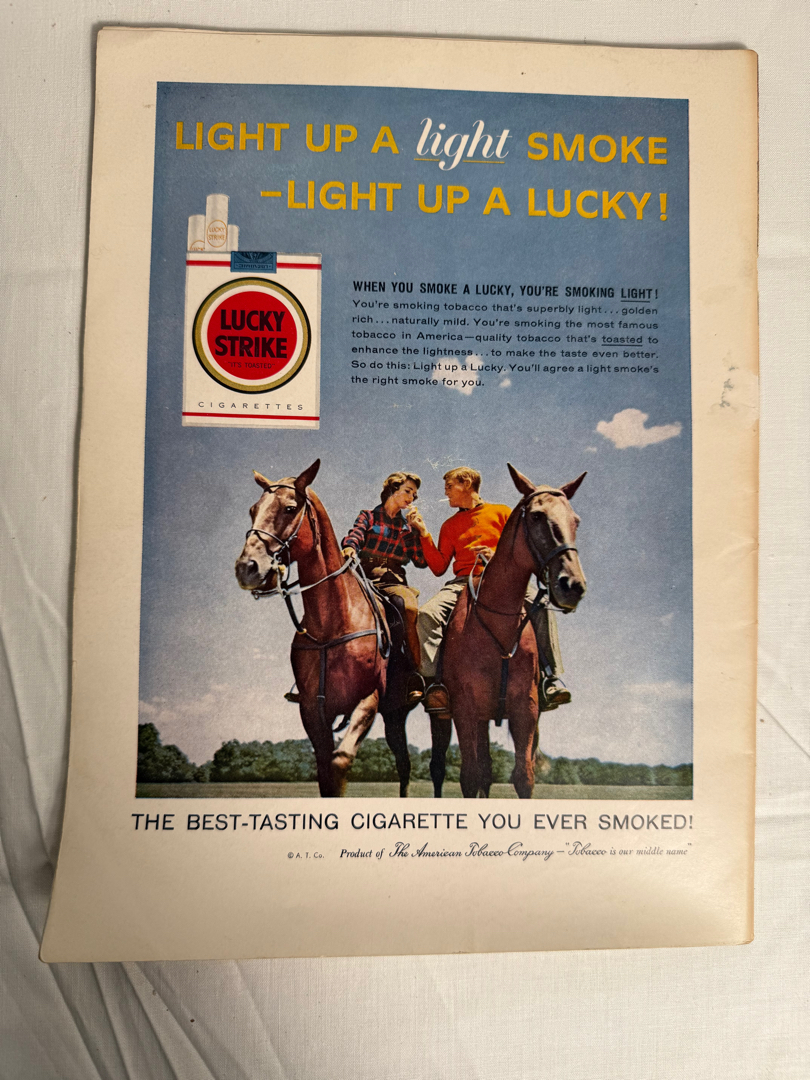 LIGHT UP A light SMOKE
–LIGHT UP A LUCKY!
LUCKY
STRIKE
LUCKY
STRIKE
"IT'S TOASTED"
CIGARETTES
WHEN YOU SMOKE A LUCKY, YOU'RE SMOKING LIGHT!
You're smoking tobacco that's superbly light...golden
rich...naturally mild. You're smoking the most famous
tobacco in America—quality tobacco that's toasted to
enhance the lightness...to make the taste even better.
So do this: Light up a Lucky. You'll agree a light smoke's
the right smoke for you.
THE BEST-TASTING CIGARETTE YOU EVER SMOKED!
© A. T. Co. Product of The American Tobacco Company — "Tobacco is our middle name"